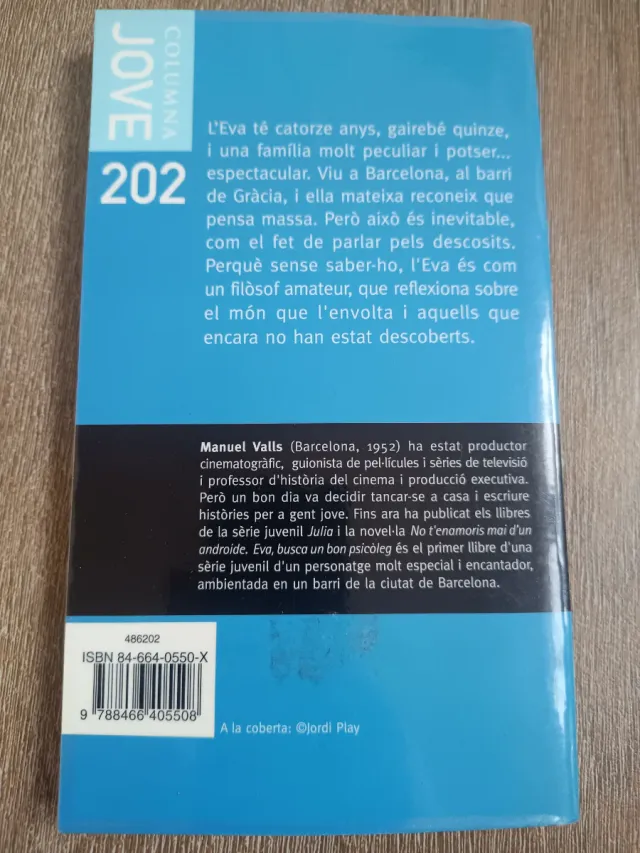 COLUMNA
JOVE
202
L'Eva té catorze anys, gairebé quinze,
i una família molt peculiar i potser...
espectacular. Viu a Barcelona, al barri
de Gràcia, i ella mateixa reconeix que
pensa massa. Però això és inevitable,
com el fet de parlar pels descosits.
Perquè sense saber-ho, l'Eva és com
un filòsof amateur, que reflexiona sobre
el món que l'envolta i aquells que
encara no han estat descoberts.
Manuel Valls (Barcelona, 1952) ha estat productor
cinematogràfic, guionista de pel·lícules i sèries de televisió
i professor d'història del cinema i producció executiva.
Però un bon dia va decidir tancar-se a casa i escriure
històries per a gent jove. Fins ara ha publicat els llibres
de la sèrie juvenil Julia i la novel·la No t'enamoris mai d'un
androide. Eva, busca un bon psicòleg és el primer llibre d'una
sèrie juvenil d'un personatge molt especial i encantador,
ambientada en un barri de la ciutat de Barcelona.
486202
ISBN 84-664-0550-X
9 788466 405508
A la coberta: ©Jordi Play